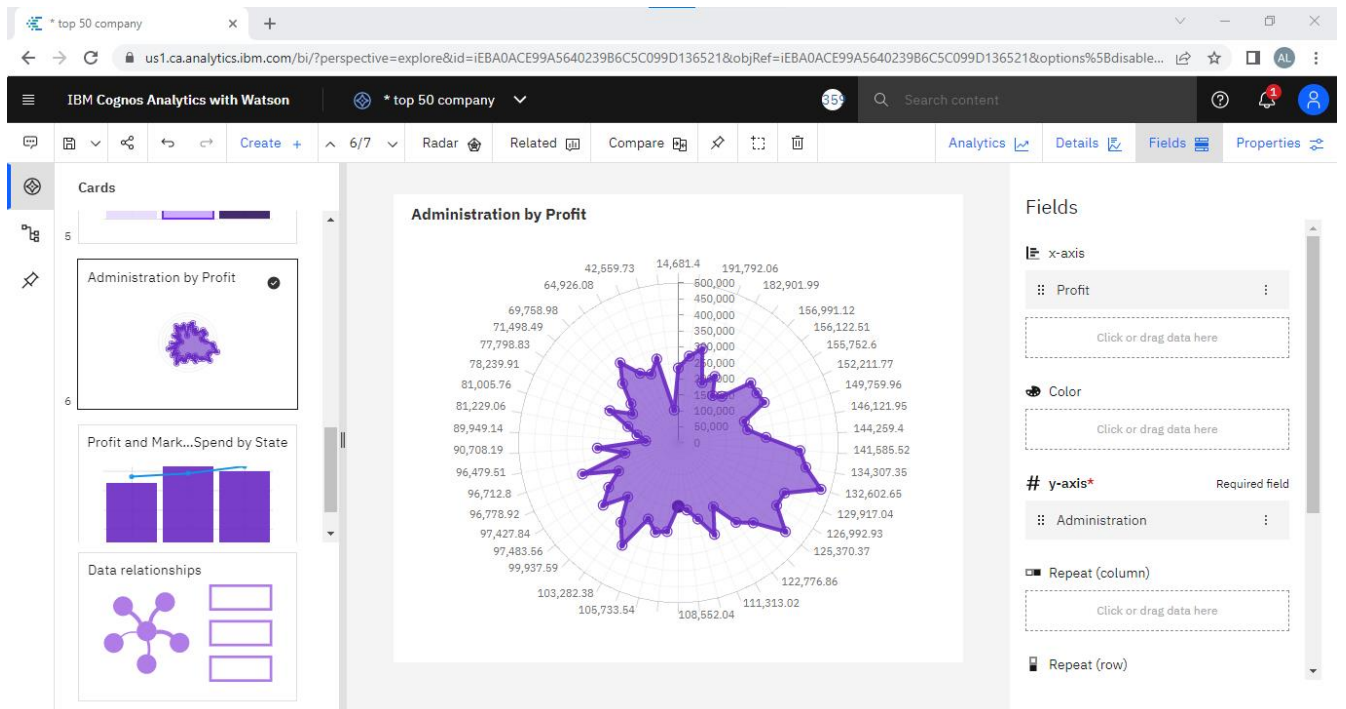 * top 50 company
us1.ca.analytics.ibm.com/bi/?perspective=explore&id=iEBA0ACE99A5640239B6C5C099D136521&objRef=iEBA0ACE99A5640239B6C5C099D136521&options%5Bdisable... AL
IBM Cognos Analytics with Watson * top 50 company 359 Search content 1
Create + 6/7 Radar Related Compare Analytics Details Fields Properties
Cards
5
Administration by Profit
6
Profit and Mark...Spend by State
Data relationships
Administration by Profit
14,681.4
191,792.06
182,901.99
156,991.12
156,122.51
155,752.6
152,211.77
149,759.96
146,121.95
144,259.4
141,585.52
134,307.35
132,602.65
129,917.04
126,992.93
125,370.37
122,776.86
111,313.02
108,552.04
105,733.54
103,282.38
99,937.59
97,483.56
97,427.84
96,778.92
96,712.8
96,479.51
90,708.19
89,949.14
81,229.06
81,005.76
78,239.91
77,798.83
71,498.49
69,758.98
64,926.08
42,559.73
500,000
450,000
400,000
350,000
300,000
250,000
200,000
150,000
100,000
50,000
0
Fields
x-axis
Profit
Click or drag data here
Color
Click or drag data here
# y-axis* Required field
Administration
Repeat (column)
Click or drag data here
Repeat (row)